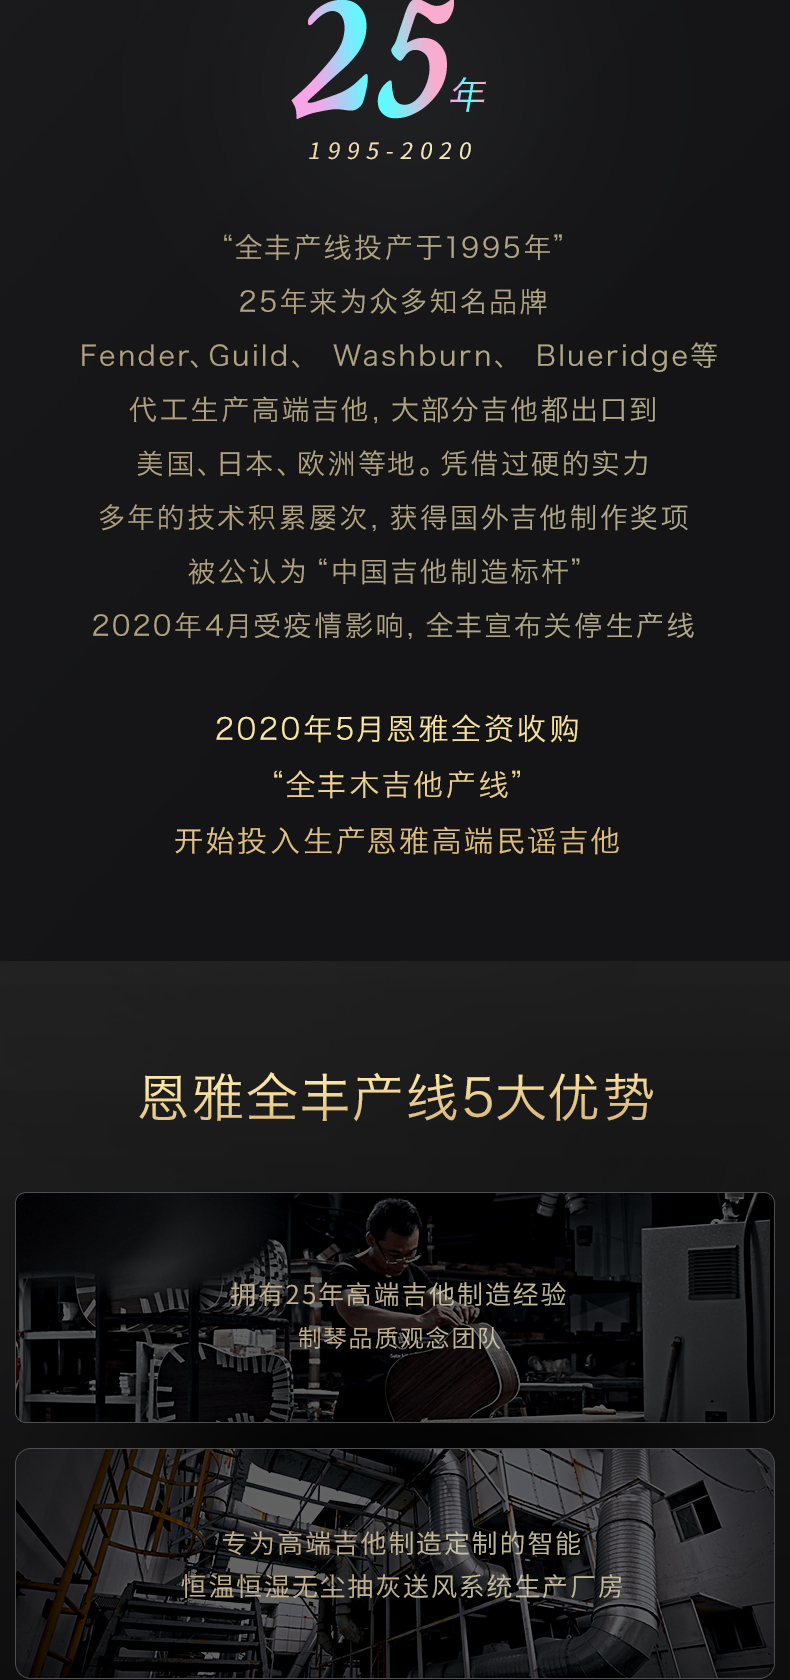 25年
1995-2020
“全丰产线投产于1995年”
25年来为众多知名品牌
Fender、Guild、 Washburn、 Blueridge等
代工生产高端吉他, 大部分吉他都出口到
美国、日本、欧洲等地。凭借过硬的实力
多年的技术积累屡次, 获得国外吉他制作奖项
被公认为 “中国吉他制造标杆”
2020年4月受疫情影响, 全丰宣布关停生产线
2020年5月恩雅全资收购
“全丰木吉他产线”
开始投入生产恩雅高端民谣吉他
恩雅全丰产线5大优势
拥有25年高端吉他制造经验
制琴品质观念团队
专为高端吉他制造定制的智能
恒温恒湿无尘抽灰送风系统生产厂房